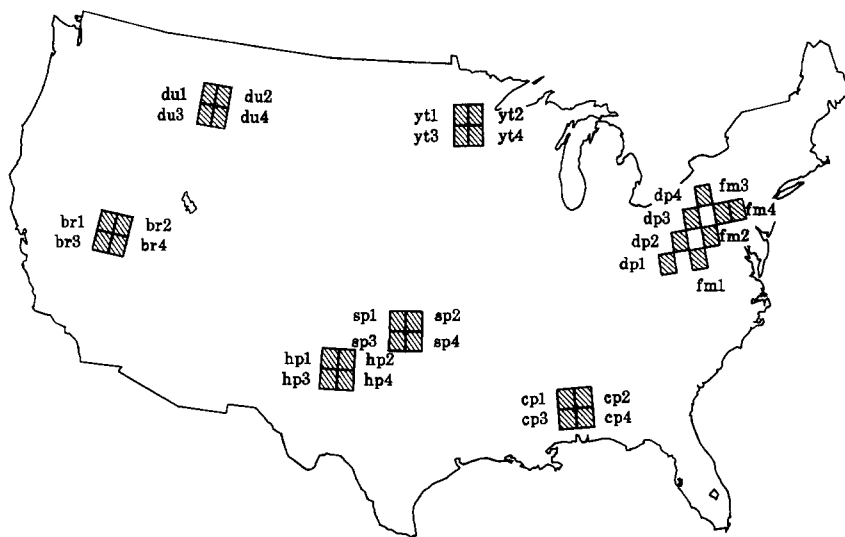 du1 du2
du3 du4
yt1 yt2
yt3 yt4
dp4 fm3
dp3 fm4
br1 br2
dp2 fm2
br3 br4
dp1
fm1
sp1 sp2
sp3 sp4
hp1 hp2
hp3 hp4
cp1 cp2
cp3 cp4